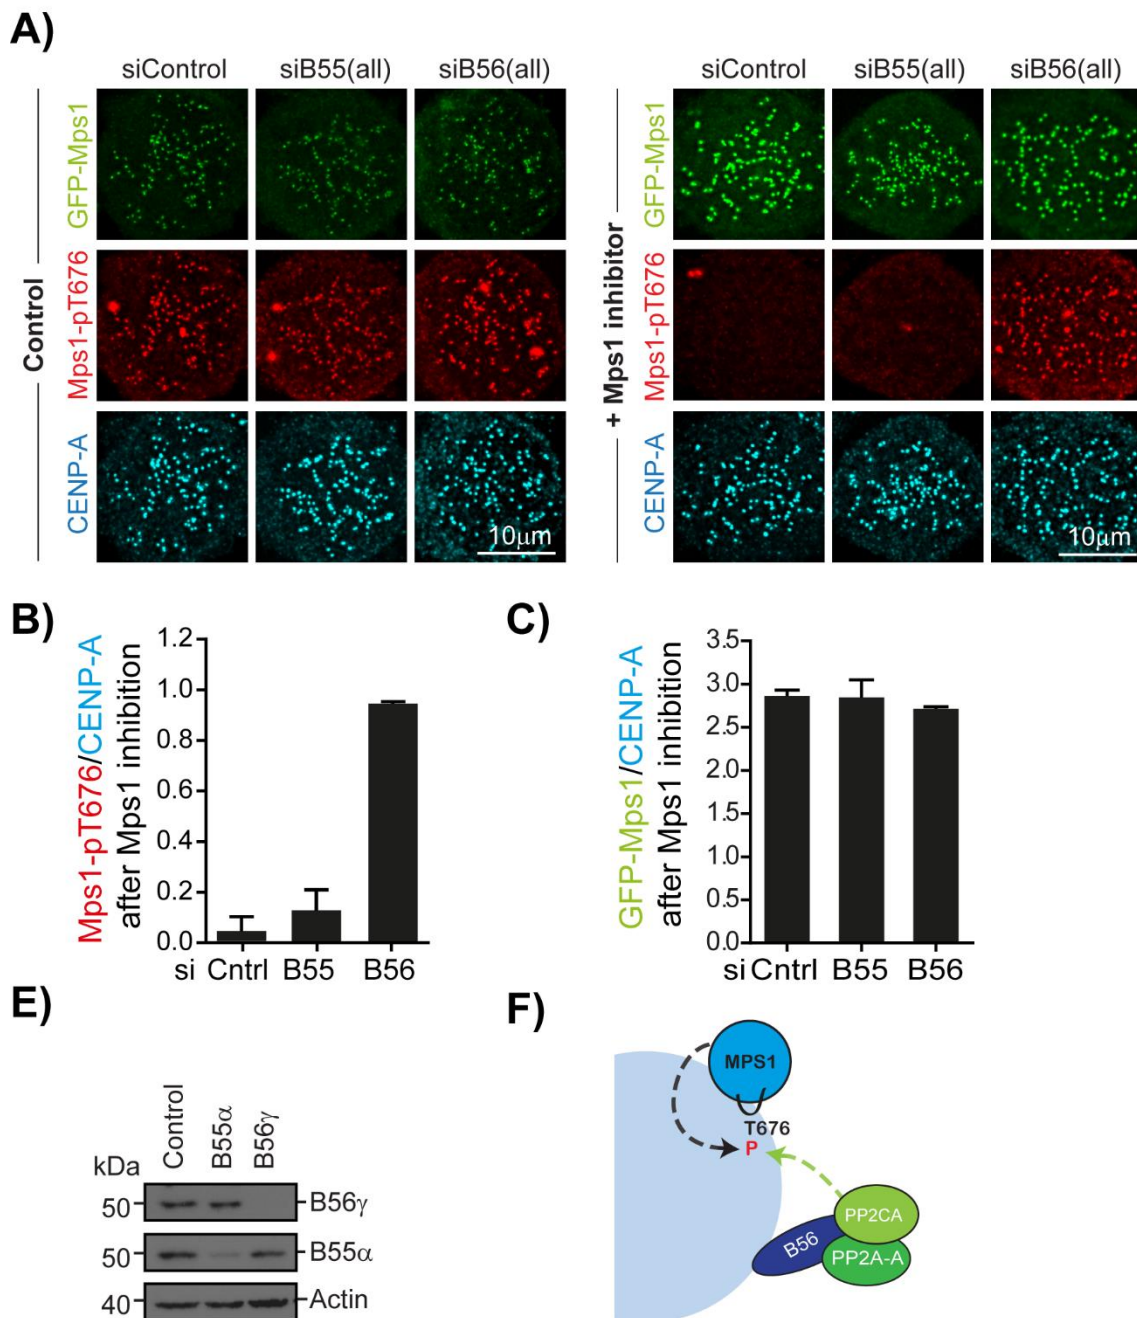 A)
siControl siB55(all) siB56(all)
siControl siB55(all) siB56(all)
Control
GFP-Mps1
Mps1-pT676
CENP-A
10μm
+ Mps1 inhibitor
GFP-Mps1
Mps1-pT676
CENP-A
10μm
B)
Mps1-pT676/CENP-A
after Mps1 inhibition
1.2
1.0
0.8
0.6
0.4
0.2
0.0
si Cntrl B55 B56
C)
GFP-Mps1/CENP-A
after Mps1 inhibition
3.5
3.0
2.5
2.0
1.5
1.0
0.5
0.0
si Cntrl B55 B56
E)
Control
B55α
B56γ
kDa
50 B56γ
50 B55α
40 Actin
F)
MPS1
T676
P
B56
PP2CA
PP2A-A